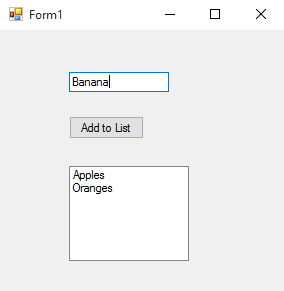 Form1
Banana
Add to List
Apples
Oranges